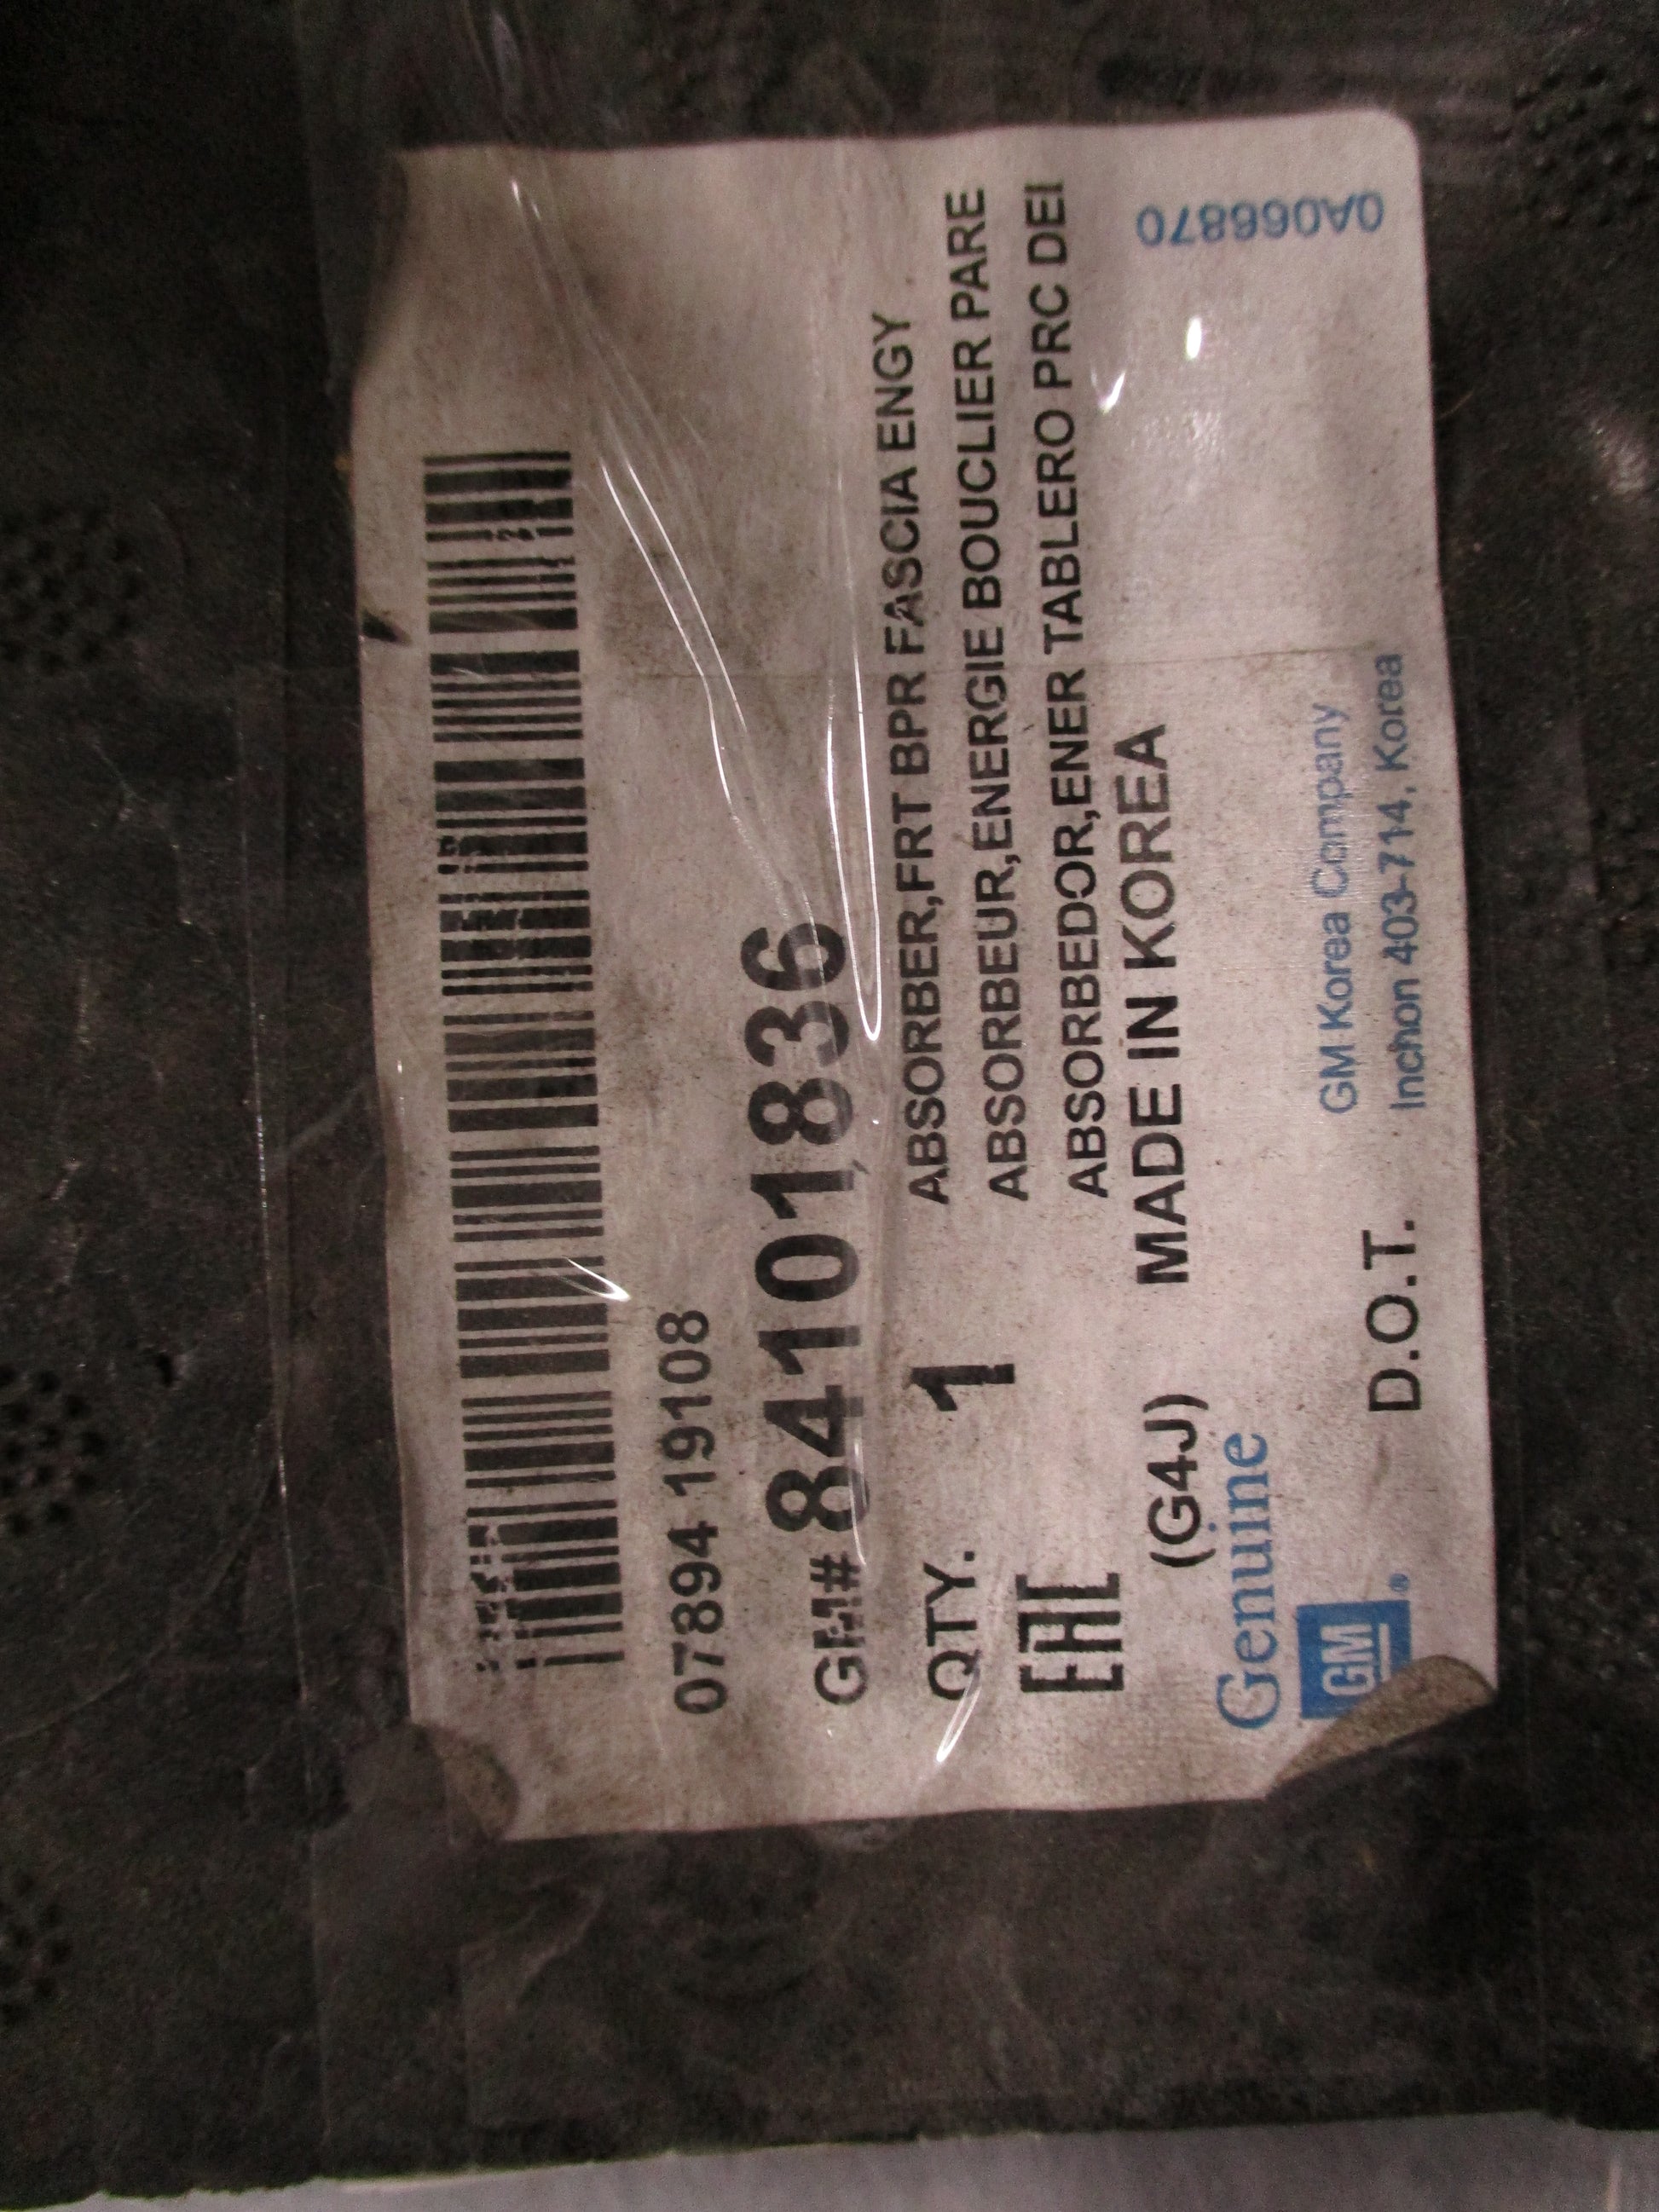 07894 19108
GM# 84101836
QTY. 1
ABSORBER,FRT BPR FASCIA ENGY
ABSORBEUR,ENERGIE BOUCLIER PARE
ABSORBEDOR,ENER TABLERO PRC DEI
EAC
(G4J) MADE IN KOREA
Genuine
GM®
D.O.T.
GM Korea Company
Inchon 403-714, Korea
0A066870